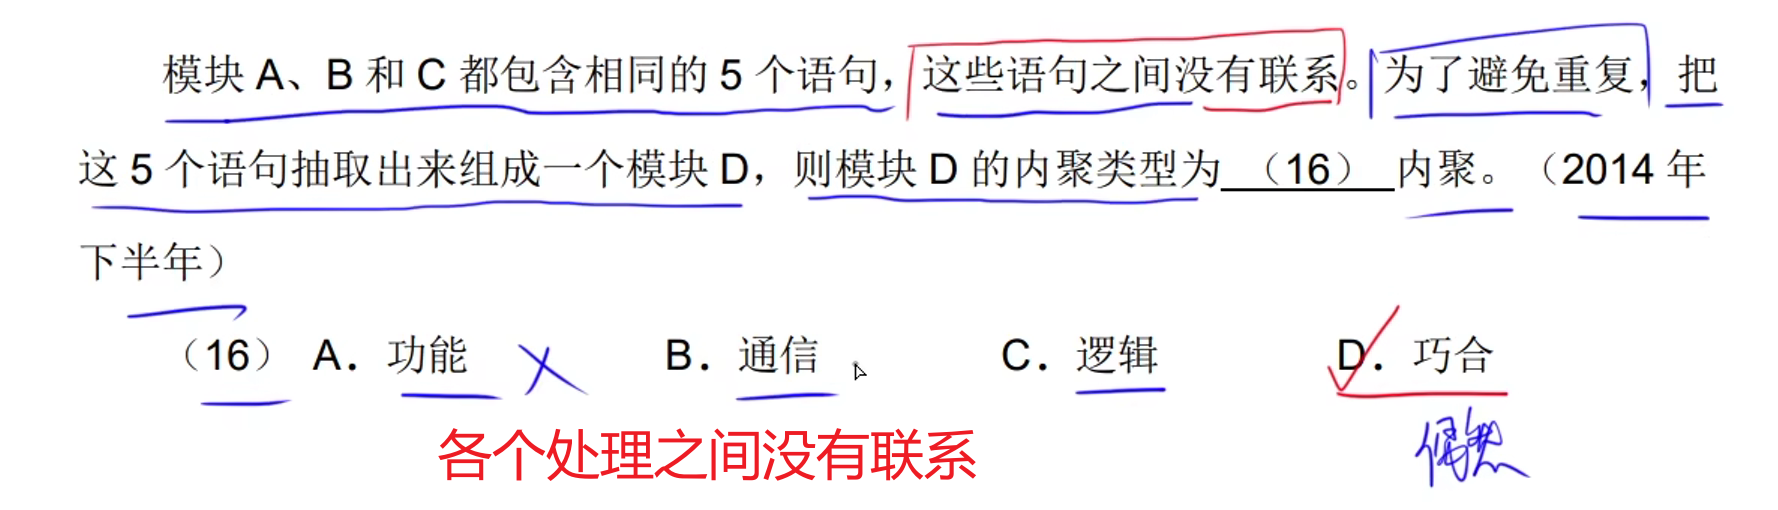 模块 A、B 和 C 都包含相同的 5 个语句，这些语句之间没有联系。为了避免重复，把
这 5 个语句抽取出来组成一个模块 D，则模块 D 的内聚类型为（16）内聚。（2014 年
下半年）
（16） A．功能 B．通信 C．逻辑 D．巧合
各个处理之间没有联系
偶然